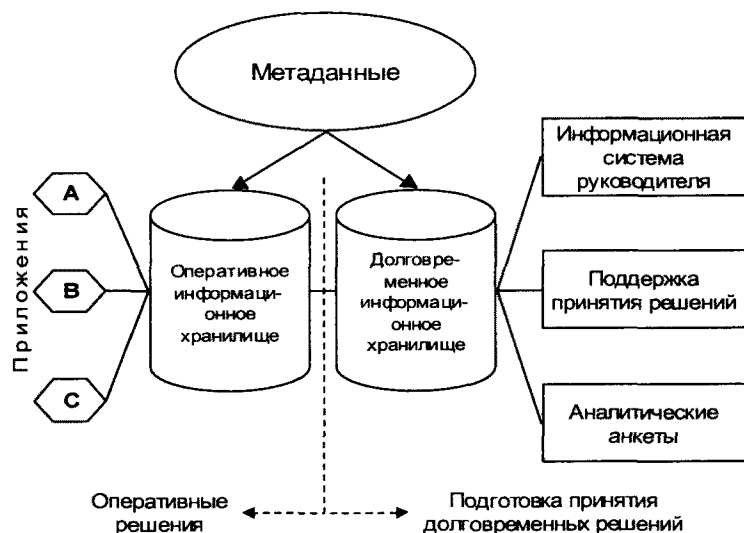 Метаданные
Информационная
система
руководителя
Приложения
A
B
C
Оперативное
информаци-
онное
хранилище
Долговре-
менное
информаци-
онное
хранилище
Поддержка
принятия решений
Аналитические
анкеты
Оперативные
решения
Подготовка принятия
долговременных решений